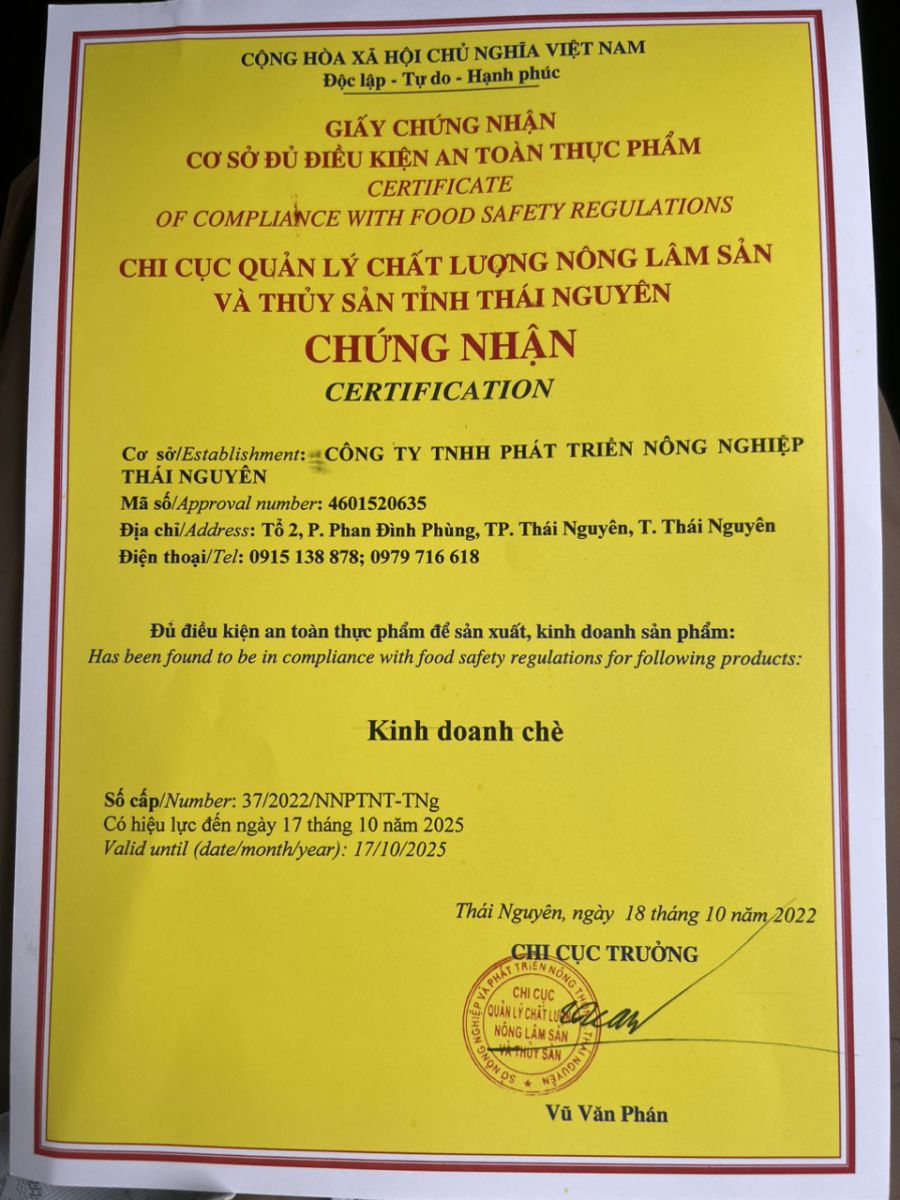 CỘNG HÒA XÃ HỘI CHỦ NGHĨA VIỆT NAM
Độc lập - Tự do - Hạnh phúc
GIẤY CHỨNG NHẬN
CƠ SỞ ĐỦ ĐIỀU KIỆN AN TOÀN THỰC PHẨM
CERTIFICATE
OF COMPLIANCE WITH FOOD SAFETY REGULATIONS
CHI CỤC QUẢN LÝ CHẤT LƯỢNG NÔNG LÂM SẢN
VÀ THỦY SẢN TỈNH THÁI NGUYÊN
CHỨNG NHẬN
CERTIFICATION
Cơ sở/Establishment: CÔNG TY TNHH PHÁT TRIỂN NÔNG NGHIỆP
THÁI NGUYÊN
Mã số/Approval number: 4601520635
Địa chỉ/Address: Tổ 2, P. Phan Đình Phùng, TP. Thái Nguyên, T. Thái Nguyên
Điện thoại/Tel: 0915 138 878; 0979 716 618
Đủ điều kiện an toàn thực phẩm để sản xuất, kinh doanh sản phẩm:
Has been found to be in compliance with food safety regulations for following products:
Kinh doanh chè
Số cấp/Number: 37/2022/NNPTNT-TNg
Có hiệu lực đến ngày 17 tháng 10 năm 2025
Valid until (date/month/year): 17/10/2025
Thái Nguyên, ngày 18 tháng 10 năm 2022
CHI CỤC TRƯỞNG
SỞ NÔNG NGHIỆP VÀ PHÁT TRIỂN NÔNG THÁI NGUYÊN
CHI CỤC
QUẢN LÝ CHẤT
NÔNG LÂM SẢN
VÀ THỦY SẢN
Vũ Văn Phán